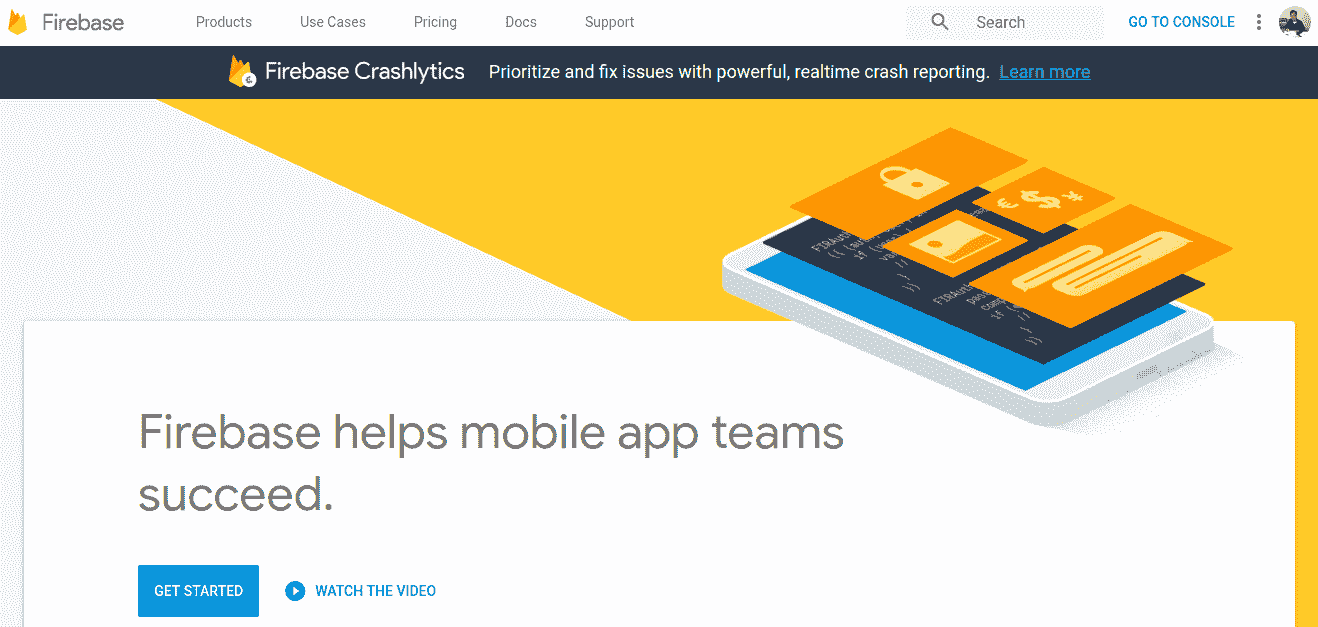 Firebase
Products
Use Cases
Pricing
Docs
Support
Search
GO TO CONSOLE
Firebase Crashlytics
Prioritize and fix issues with powerful, realtime crash reporting. Learn more
€ $ ¥
Firebase helps mobile app teams
succeed.
GET STARTED
WATCH THE VIDEO